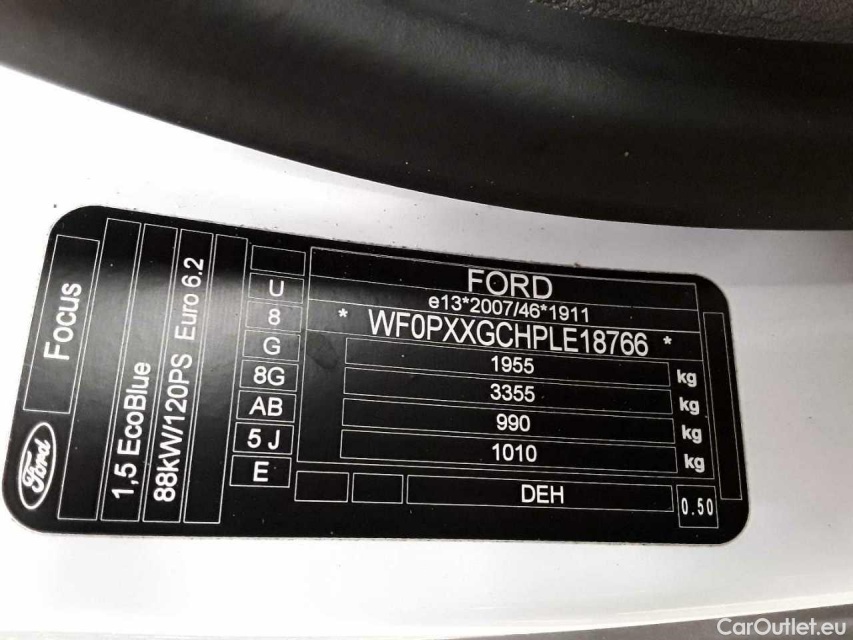 Ford
Focus
1,5 EcoBlue
88kW/120PS Euro 6.2
U
8
G
8G
AB
5 J
E
FORD
e13*2007/46*1911
* WF0PXXGCHPLE18766 *
1955 kg
3355 kg
990 kg
1010 kg
DEH
0.50
CarOutlet.eu